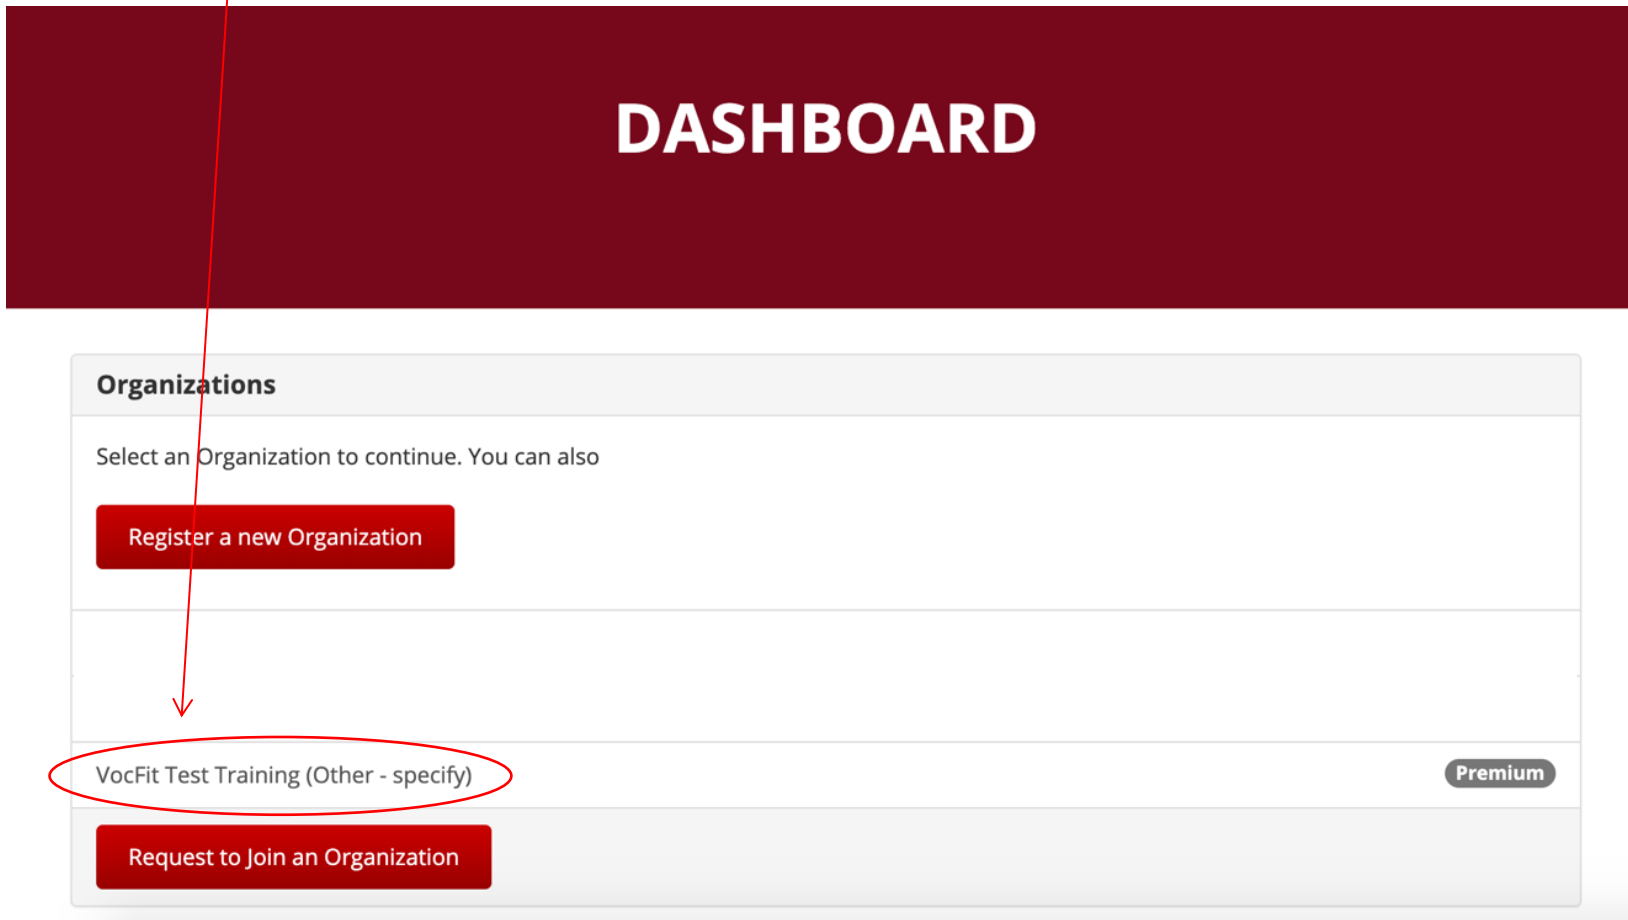 DASHBOARD
Organizations
Select an Organization to continue. You can also
Register a new Organization
VocFit Test Training (Other - specify)
Premium
Request to Join an Organization